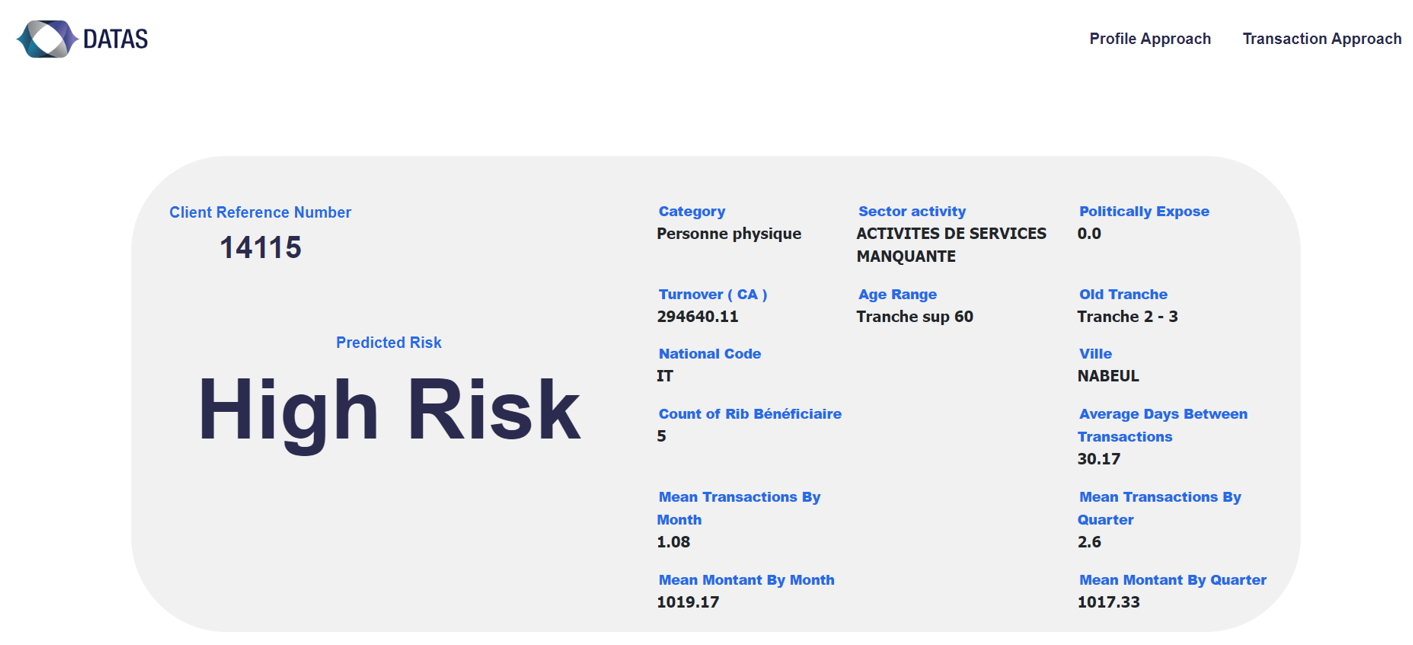 DATAS
Profile Approach
Transaction Approach
Client Reference Number
14115
Predicted Risk
High Risk
Category
Personne physique
Sector activity
ACTIVITES DE SERVICES
MANQUANTE
Politically Expose
0.0
Turnover ( CA )
294640.11
Age Range
Tranche sup 60
Old Tranche
Tranche 2 - 3
National Code
IT
Ville
NABEUL
Count of Rib Bénéficiaire
5
Average Days Between
Transactions
30.17
Mean Transactions By
Month
1.08
Mean Transactions By
Quarter
2.6
Mean Montant By Month
1019.17
Mean Montant By Quarter
1017.33